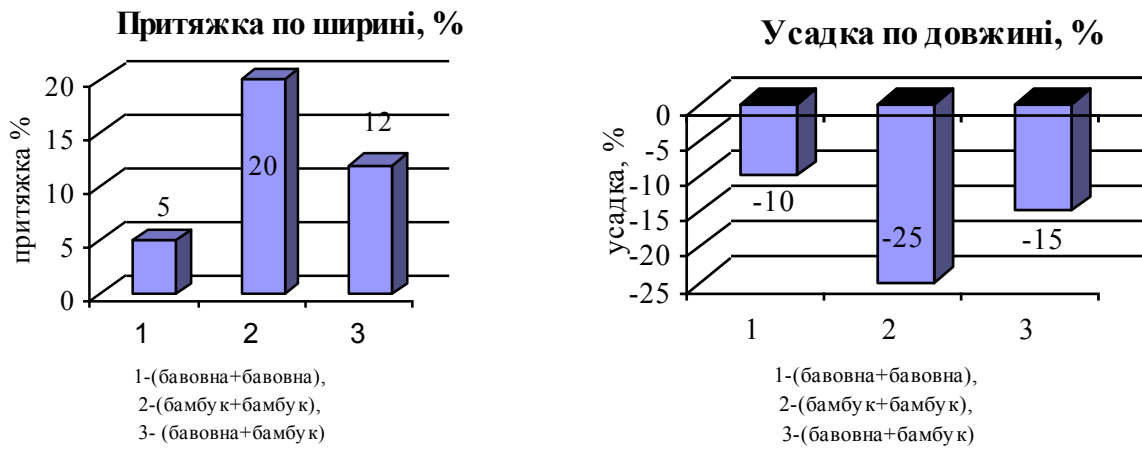 Притяжка по ширині, %
притяжка %
20
15
10
5
0
5
20
12
1
2
3
1-(бавовна+бавовна),
2-(бамбук+бамбук),
3- (бавовна+бамбук)
Усадка по довжині, %
усадка, %
0
-5
-10
-15
-20
-25
-10
-25
-15
1
2
3
1-(бавовна+бавовна),
2-(бамбук+бамбук),
3-(бавовна+бамбук)